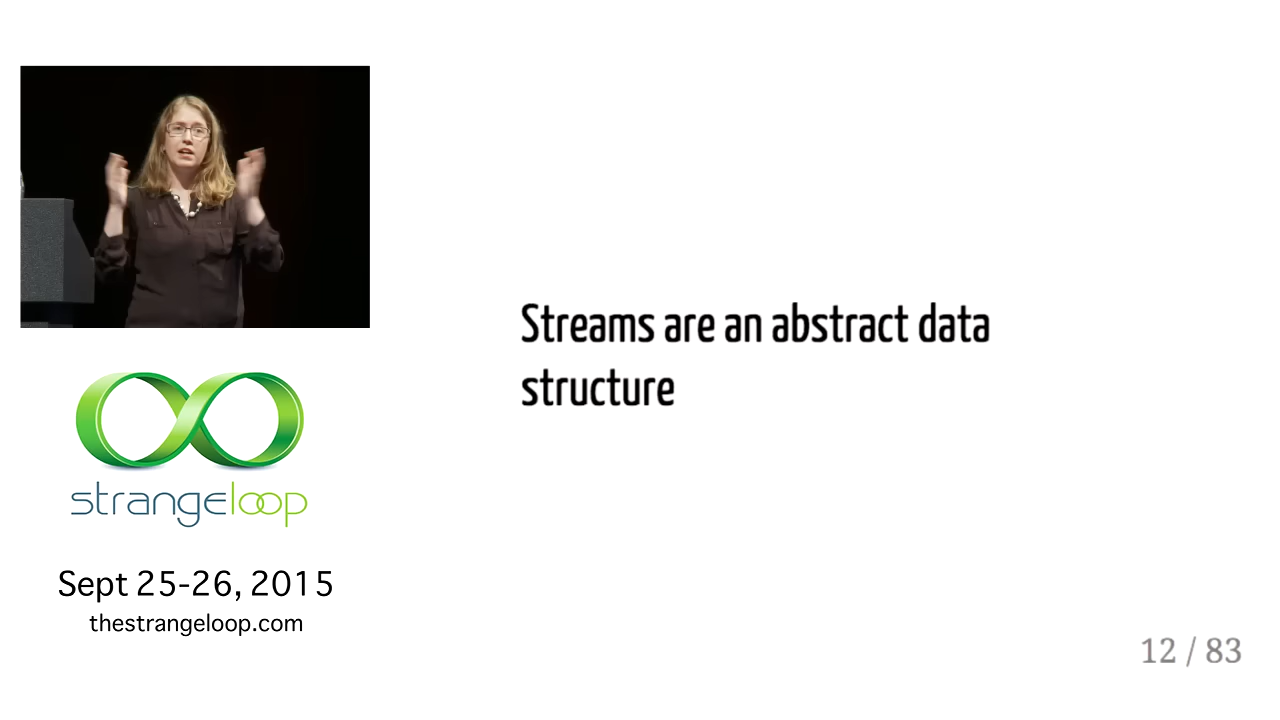 strangeloop
Sept 25-26, 2015
thestrangeloop.com
Streams are an abstract data
structure
12 / 83